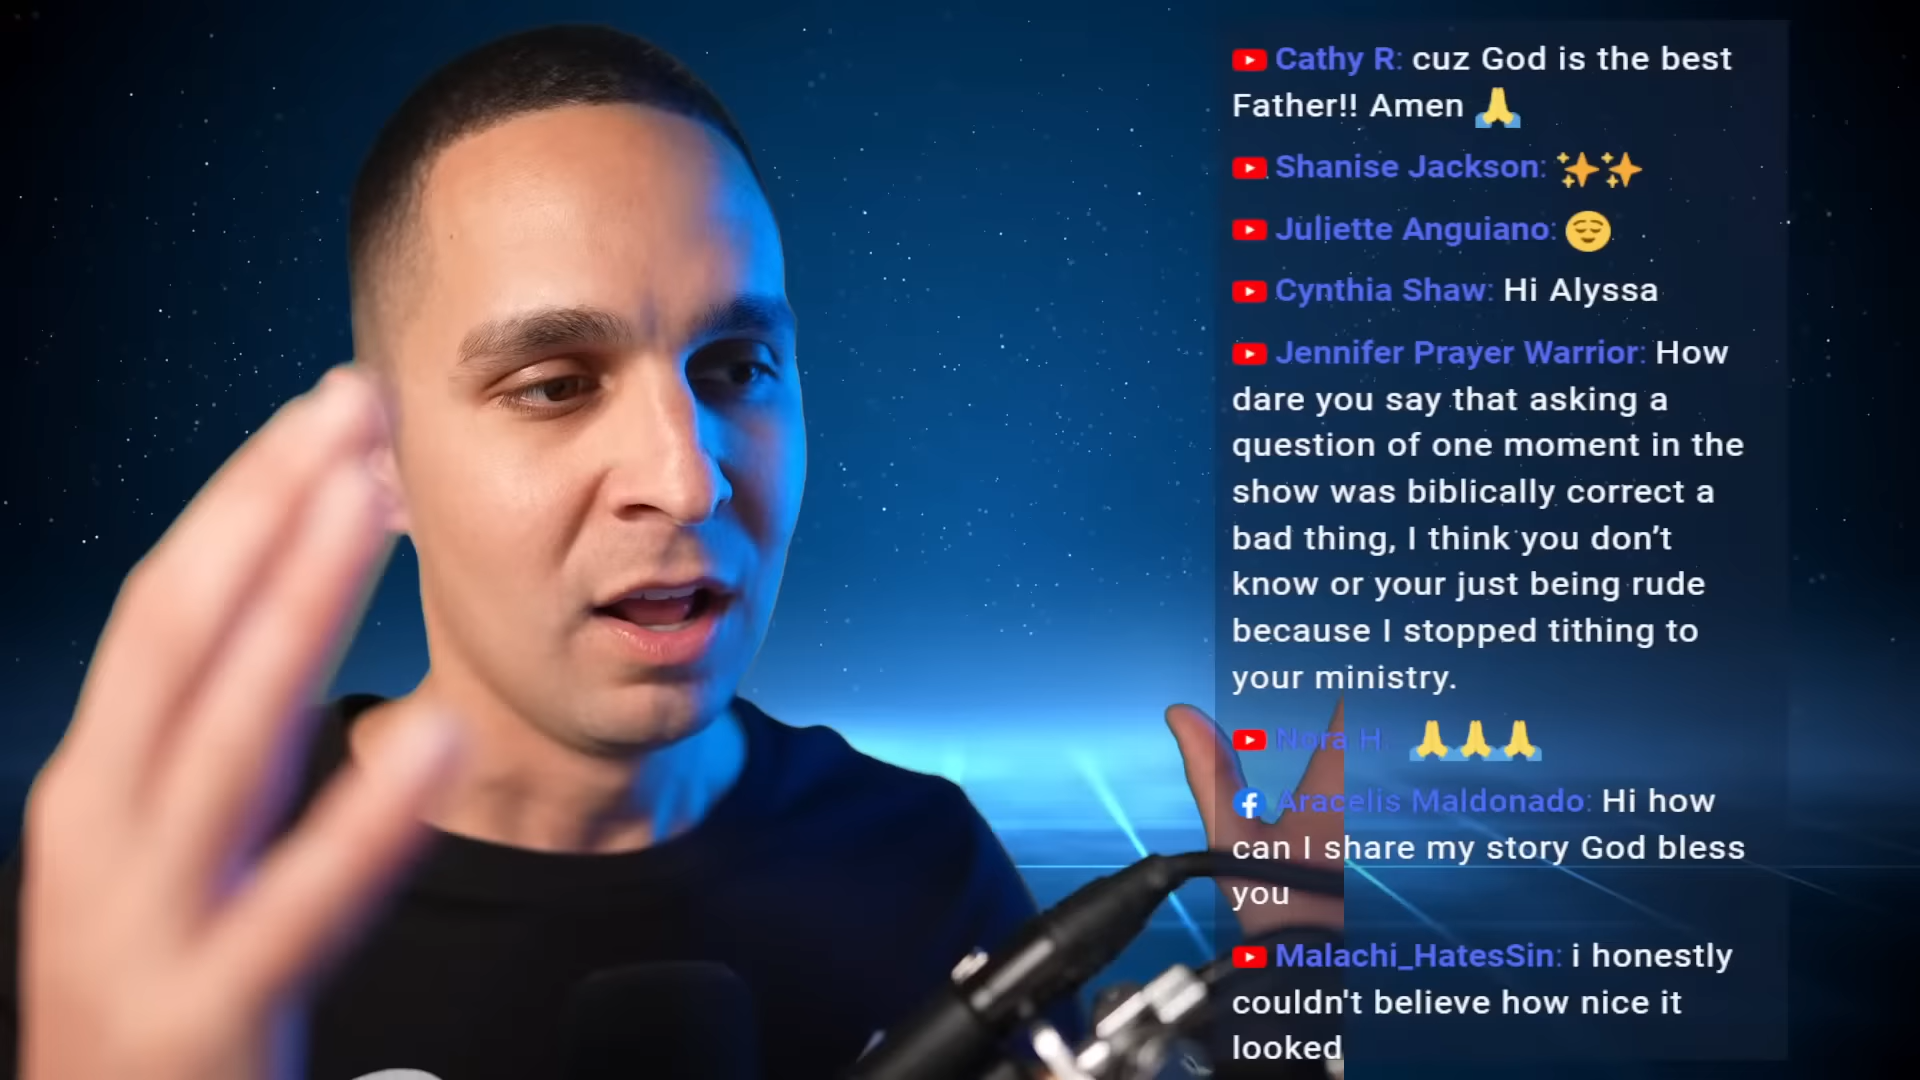 Cathy R: cuz God is the best
Father!! Amen 🙏
Shanise Jackson: ✨✨
Juliette Anguiano: 😌
Cynthia Shaw: Hi Alyssa
Jennifer Prayer Warrior: How
dare you say that asking a
question of one moment in the
show was biblically correct a
bad thing, I think you don’t
know or your just being rude
because I stopped tithing to
your ministry.
Nora H: 🙏🙏🙏
Aracelis Maldonado: Hi how
can I share my story God bless
you
Malachi_HatesSin: i honestly
couldn't believe how nice it
looked